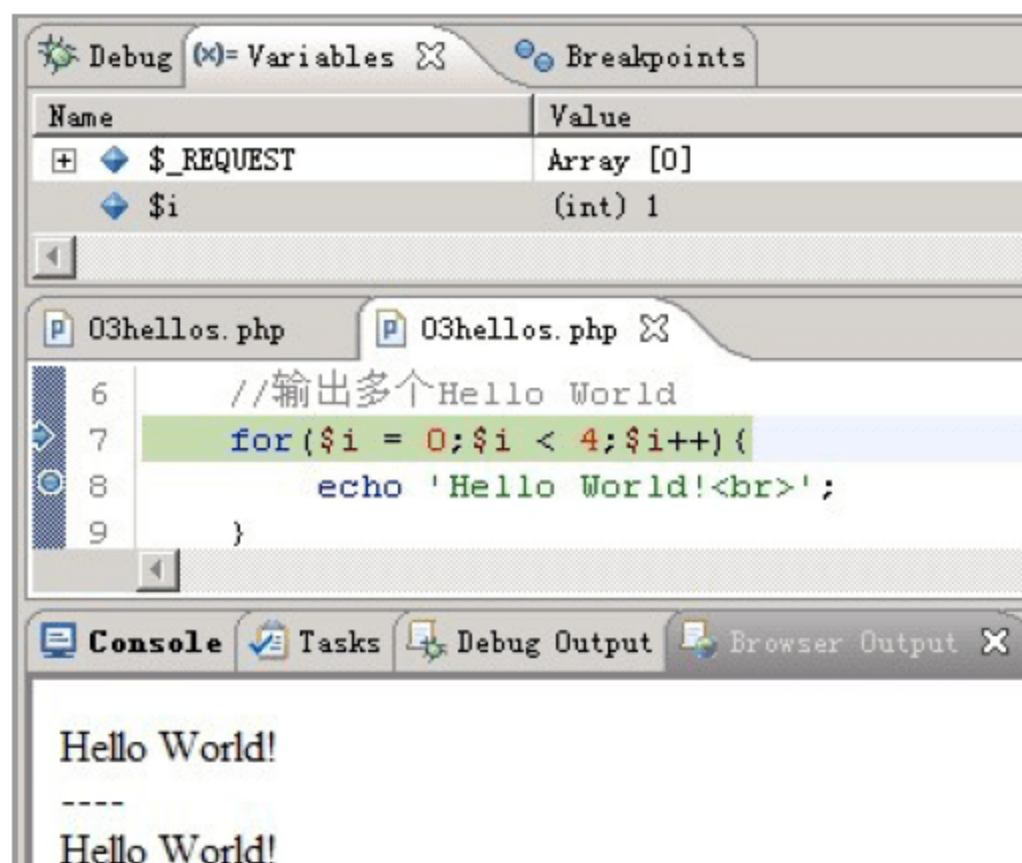 Debug (x)= Variables Breakpoints
Name Value
$_REQUEST Array [0]
$i (int) 1
03hellos.php 03hellos.php
6 //输出多个Hello World
7 for($i = 0;$i < 4;$i++){
8 echo 'Hello World!<br>';
9 }
Console Tasks Debug Output Browser Output
Hello World!
----
Hello World!